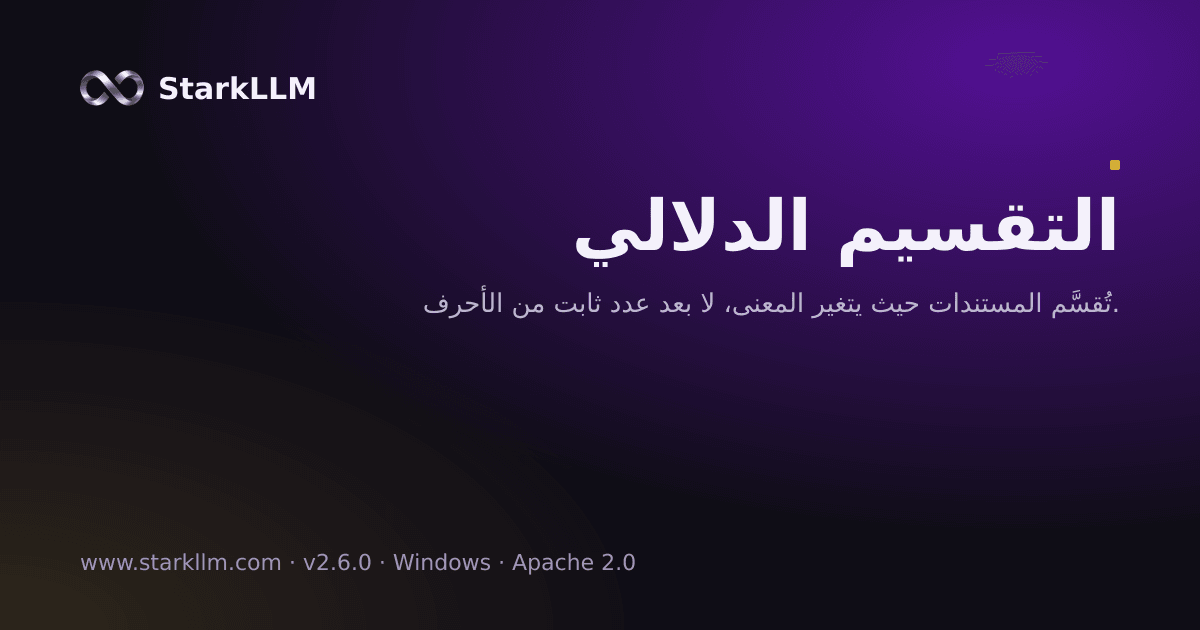 StarkLLM
التقسيم الدلالي
تُقسَّم المستندات حيث يتغير المعنى، لا بعد عدد ثابت من الأحرف.
www.starkllm.com · v2.6.0 · Windows · Apache 2.0